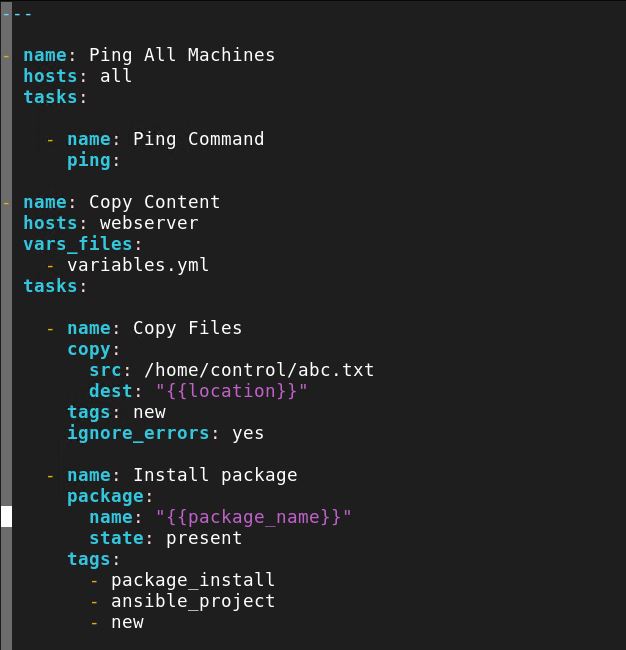 ---
- name: Ping All Machines
  hosts: all
  tasks:
    - name: Ping Command
      ping:
- name: Copy Content
  hosts: webserver
  vars_files:
    - variables.yml
  tasks:
    - name: Copy Files
      copy:
        src: /home/control/abc.txt
        dest: "{{location}}"
      tags: new
      ignore_errors: yes
    - name: Install package
      package:
        name: "{{package_name}}"
        state: present
      tags:
        - package_install
        - ansible_project
        - new